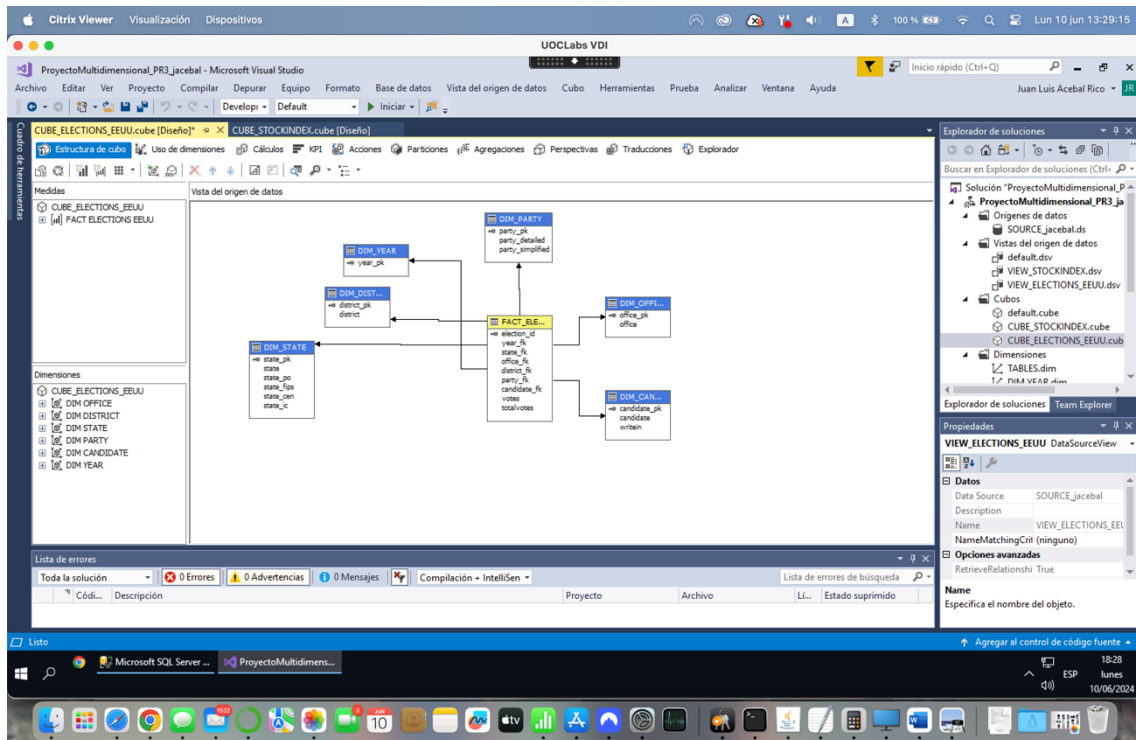 Citrix Viewer Visualización Dispositivos A 100 % Lun 10 jun 13:29:15
UOCLabs VDI
ProyectoMultidimensional_PR3_jacebal - Microsoft Visual Studio
Inicio rápido (Ctrl+Q)
Archivo Editar Ver Proyecto Compilar Depurar Equipo Formato Base de datos Vista del origen de datos Cubo Herramientas Prueba Analizar Ventana Ayuda
Juan Luis Acebal Rico JR
Developi Default Iniciar
Cuadro de herramientas
CUBE_ELECTIONS_EEUU.cube [Diseño]* CUBE_STOCKINDEX.cube [Diseño]
Estructura de cubo Uso de dimensiones Cálculos KPI Acciones Particiones Agregaciones Perspectivas Traducciones Explorador
Medidas
CUBE_ELECTIONS_EEUU
FACT ELECTIONS EEUU
Dimensiones
CUBE_ELECTIONS_EEUU
DIM OFFICE
DIM DISTRICT
DIM STATE
DIM PARTY
DIM CANDIDATE
DIM YEAR
Vista del origen de datos
DIM_PARTY
party_pk
party_detailed
party_simplified
DIM_YEAR
year_pk
DIM_DIST...
district_pk
district
DIM_STATE
state_pk
state
state_po
state_fips
state_cen
state_ic
FACT_ELE...
election_id
year_fk
state_fk
office_fk
district_fk
party_fk
candidate_fk
votes
totalvotes
DIM_OFFI...
office_pk
office
DIM_CAN...
candidate_pk
candidate
writein
Explorador de soluciones
Buscar en Explorador de soluciones (Ctrl+
Solución "ProyectoMultidimensional_P
ProyectoMultidimensional_PR3_ja
Orígenes de datos
SOURCE_jacebal.ds
Vistas del origen de datos
default.dsv
VIEW_STOCKINDEX.dsv
VIEW_ELECTIONS_EEUU.dsv
Cubos
default.cube
CUBE_STOCKINDEX.cube
CUBE_ELECTIONS_EEUU.cub
Dimensiones
TABLES.dim
DIM YEAR.dim
Explorador de soluciones Team Explorer
Propiedades
VIEW_ELECTIONS_EEUU DataSourceView
Datos
Data Source SOURCE_jacebal
Description
Name VIEW_ELECTIONS_EEU
NameMatchingCrit (ninguno)
Opciones avanzadas
RetrieveRelationshi True
Name
Especifica el nombre del objeto.
Lista de errores
Toda la solución 0 Errores 0 Advertencias 0 Mensajes Compilación + IntelliSen Lista de errores de búsqueda
Códi... Descripción Proyecto Archivo Lí... Estado suprimido
Listo Agregar al control de código fuente
Microsoft SQL Server ... ProyectoMultidimens... ESP
18:28
lunes
10/06/2024
1532
3
JUN
10
tv